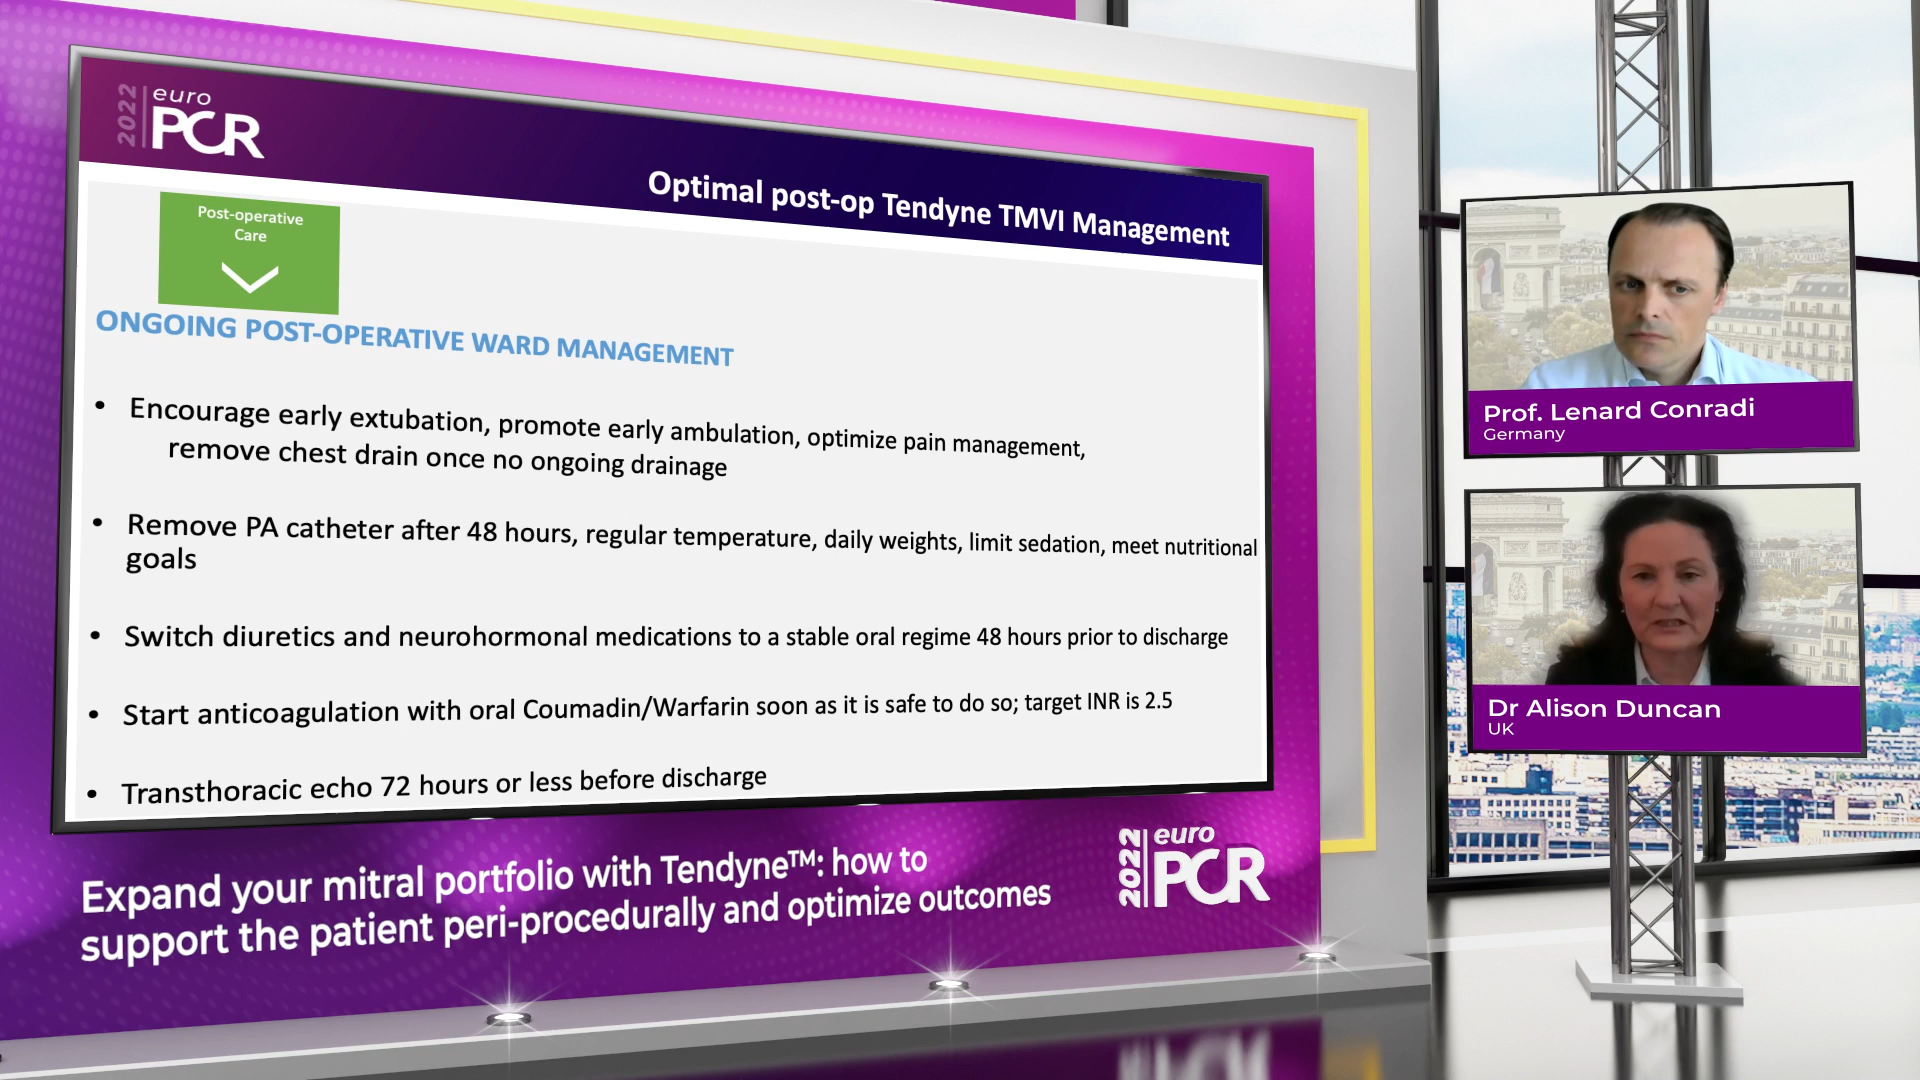 2022 euro
PCR
Optimal post-op Tendyne TMVI Management
Post-operative
Care
ONGOING POST-OPERATIVE WARD MANAGEMENT
• Encourage early extubation, promote early ambulation, optimize pain management,
remove chest drain once no ongoing drainage
• Remove PA catheter after 48 hours, regular temperature, daily weights, limit sedation, meet nutritional
goals
• Switch diuretics and neurohormonal medications to a stable oral regime 48 hours prior to discharge
• Start anticoagulation with oral Coumadin/Warfarin soon as it is safe to do so; target INR is 2.5
• Transthoracic echo 72 hours or less before discharge
Expand your mitral portfolio with Tendyne™: how to
support the patient peri-procedurally and optimize outcomes
2022 euro
PCR
Prof. Lenard Conradi
Germany
Dr Alison Duncan
UK